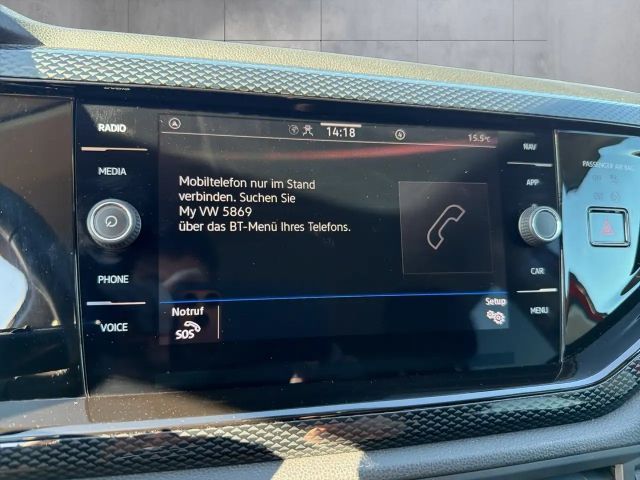 RADIO
MEDIA
PHONE
VOICE
14:18
15.5°C
Mobiltelefon nur im Stand
verbinden. Suchen Sie
My VW 5869
über das BT-Menü Ihres Telefons.
Notruf
SOS
Setup
NAV
APP
CAR
MENU
PASSENGER AIR BAG